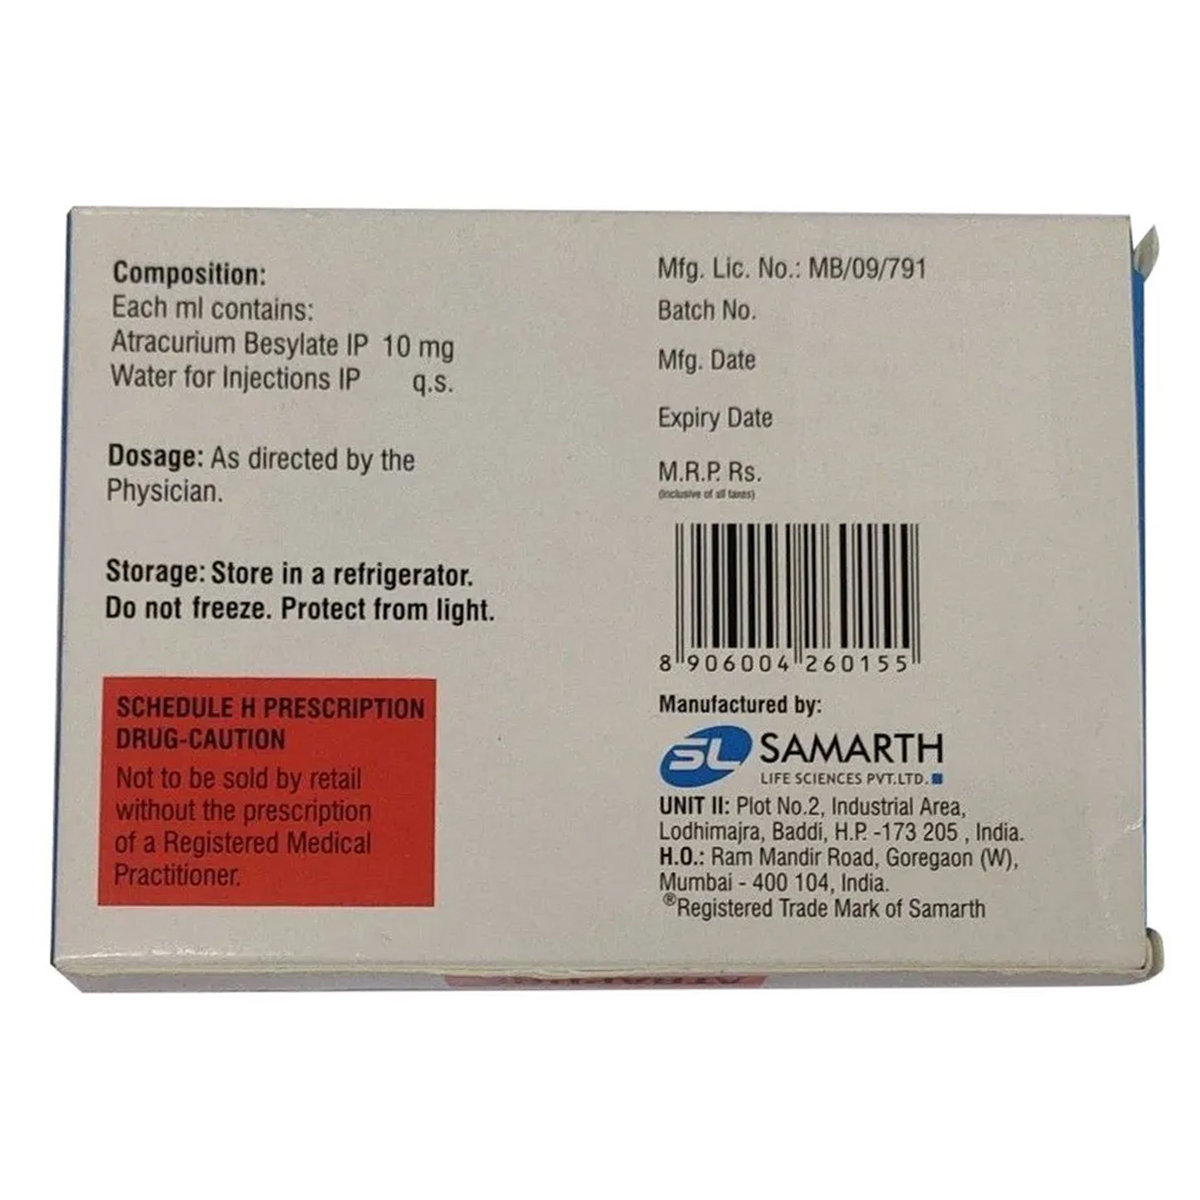 Composition:
Each ml contains:
Atracurium Besylate IP 10 mg
Water for Injections IP q.s.
Dosage: As directed by the
Physician.
Storage: Store in a refrigerator.
Do not freeze. Protect from light.
SCHEDULE H PRESCRIPTION
DRUG-CAUTION
Not to be sold by retail
without the prescription
of a Registered Medical
Practitioner.
Mfg. Lic. No.: MB/09/791
Batch No.
Mfg. Date
Expiry Date
M.R.P. Rs.
(Inclusive of all taxes)
8 906004 260155
Manufactured by:
SL SAMARTH
LIFE SCIENCES PVT.LTD.
UNIT II: Plot No.2, Industrial Area,
Lodhimajra, Baddi, H.P. -173 205 , India.
H.O.: Ram Mandir Road, Goregaon (W),
Mumbai - 400 104, India.
®Registered Trade Mark of Samarth